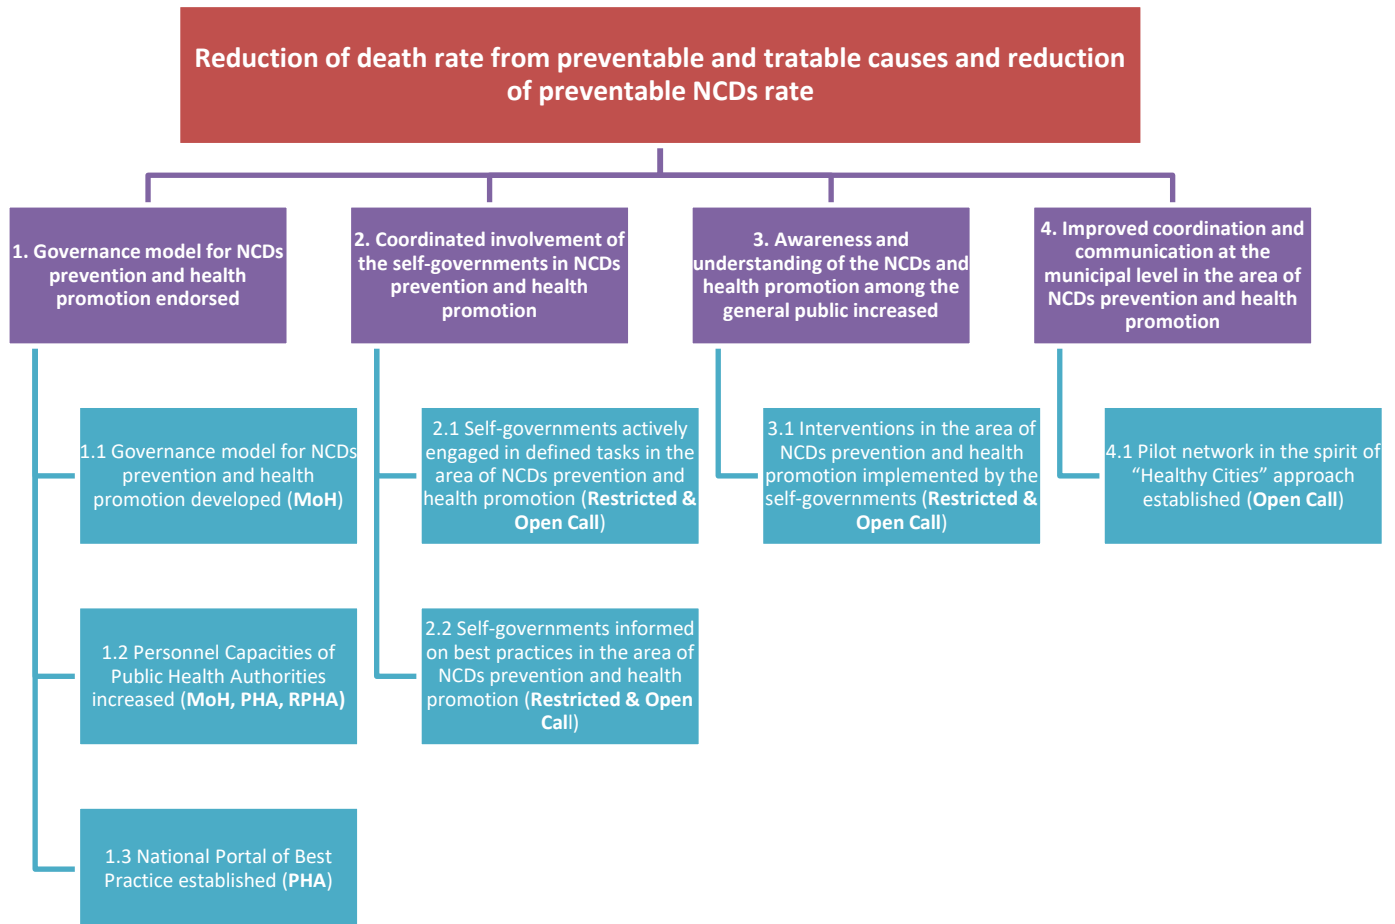 Reduction of death rate from preventable and tratable causes and reduction
of preventable NCDs rate
1. Governance model for NCDs
prevention and health
promotion endorsed
2. Coordinated involvement of
the self-governments in NCDs
prevention and health
promotion
3. Awareness and
understanding of the NCDs and
health promotion among the
general public increased
4. Improved coordination and
communication at the
municipal level in the area of
NCDs prevention and health
promotion
1.1 Governance model for NCDs
prevention and health
promotion developed (MoH)
2.1 Self-governments actively
engaged in defined tasks in the
area of NCDs prevention and
health promotion (Restricted &
Open Call)
3.1 Interventions in the area of
NCDs prevention and health
promotion implemented by the
self-governments (Restricted &
Open Call)
4.1 Pilot network in the spirit of
“Healthy Cities” approach
established (Open Call)
1.2 Personnel Capacities of
Public Health Authorities
increased (MoH, PHA, RPHA)
2.2 Self-governments informed
on best practices in the area of
NCDs prevention and health
promotion (Restricted & Open
Call)
1.3 National Portal of Best
Practice established (PHA)